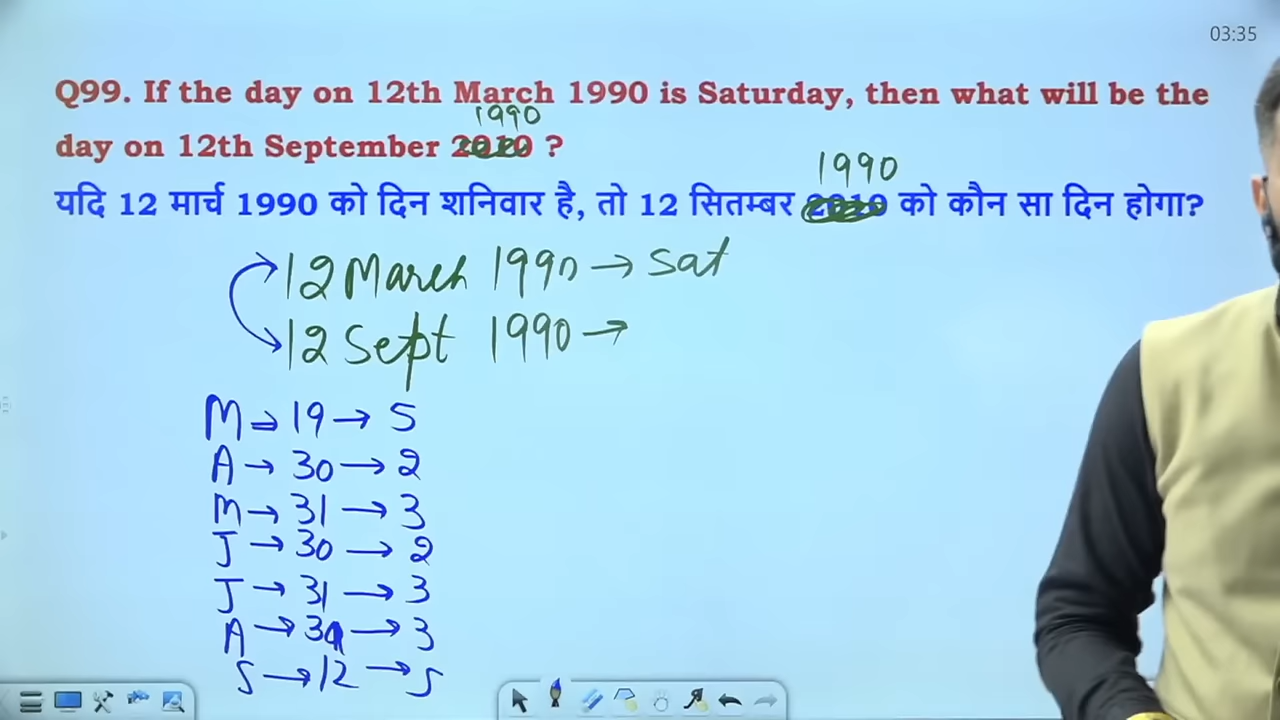 03:35
Q99. If the day on 12th March 1990 is Saturday, then what will be the
1990
day on 12th September 2010 ?
1990
यदि 12 मार्च 1990 को दिन शनिवार है, तो 12 सितम्बर 2010 को कौन सा दिन होगा?
12 March 1990 → Sat
12 Sept 1990 →
M → 19 → 5
A → 30 → 2
M → 31 → 3
J → 30 → 2
J → 31 → 3
A → 31 → 3
S → 12 → 5